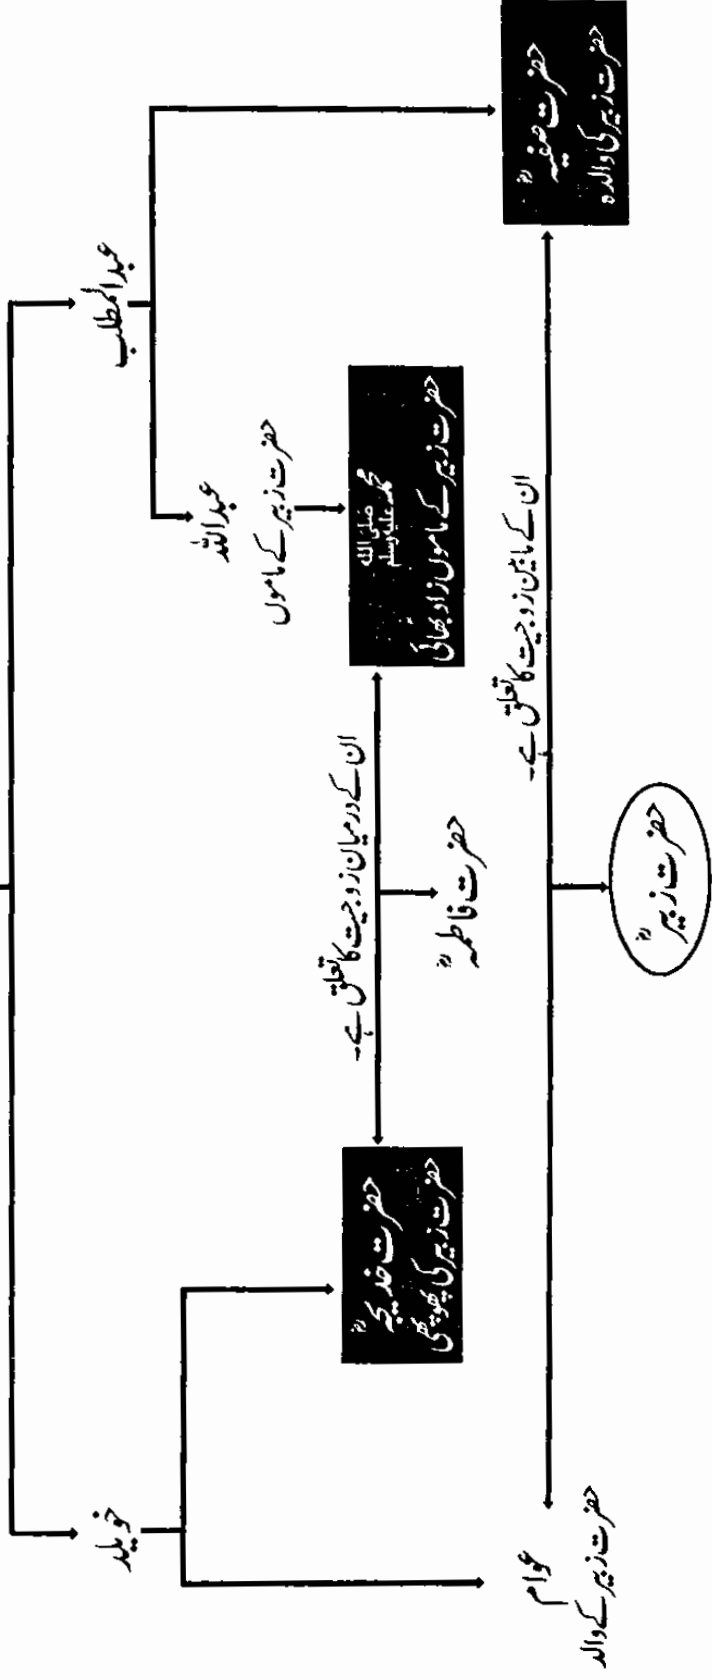 عبدالمطلب
خویلد
عبداللہ
حضرت زبیر کے ماموں
محمد صلی اللہ علیہ وسلم
حضرت زبیر کے ماموں زاد بھائی
ان کے درمیان زوجیت کا تعلق ہے۔
حضرت خدیجہؓ
حضرت زبیر کی پھوپھی
حضرت فاطمہؓ
حضرت صفیہؓ
حضرت زبیر کی والدہ
ان کے مابین زوجیت کا تعلق ہے۔
عوام
حضرت زبیر کے والد
حضرت زبیرؓ